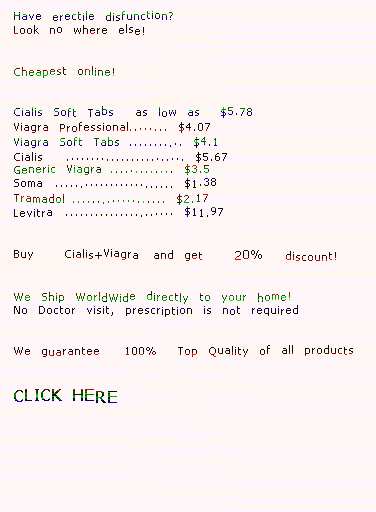 Have erectile disfunction?
Look no where else!
Cheapest online!
Cialis Soft Tabs as low as $5.78
Viagra Professional........ $4.07
Viagra Soft Tabs .......... $4.1
Cialis ....................... $5.67
Generic Viagra ............ $3.5
Soma ...................... $1.38
Tramadol .................. $2.17
Levitra ..................... $11.97
Buy Cialis+Viagra and get 20% discount!
We Ship WorldWide directly to your home!
No Doctor visit, prescription is not required
We guarantee 100% Top Quality of all products
CLICK HERE